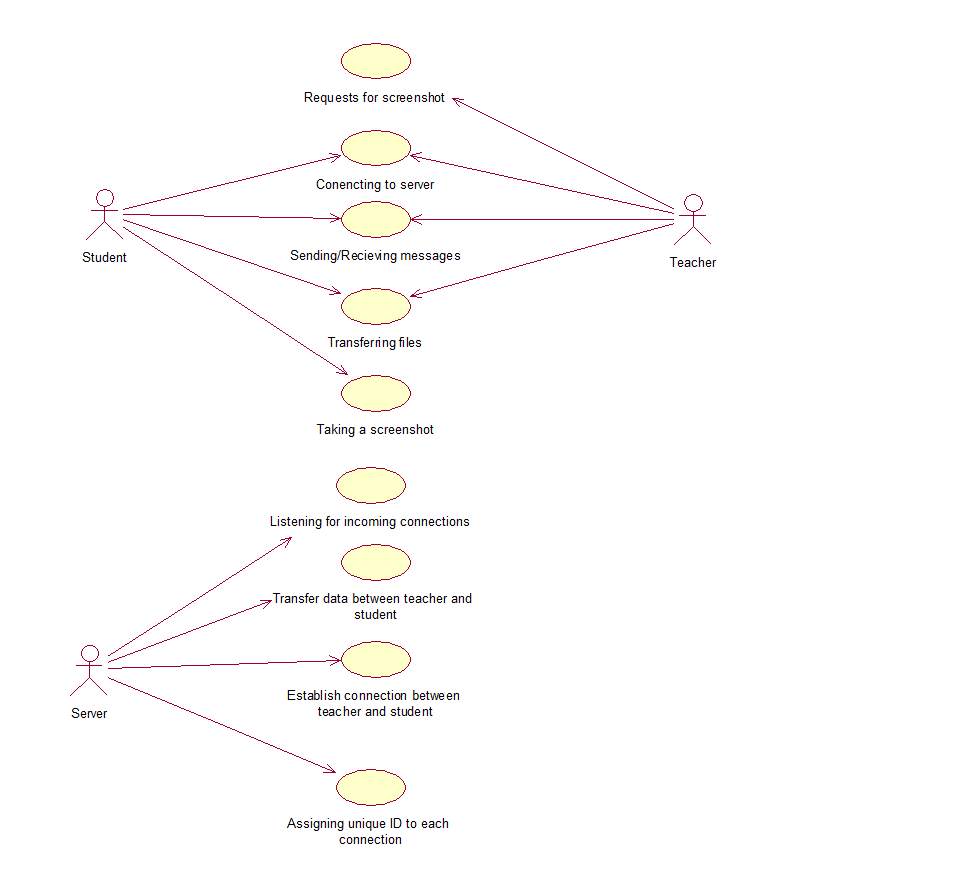 Requests for screenshot
Conencting to server
Student
Sending/Recieving messages
Teacher
Transferring files
Taking a screenshot
Listening for incoming connections
Transfer data between teacher and
student
Establish connection between
teacher and student
Server
Assigning unique ID to each
connection